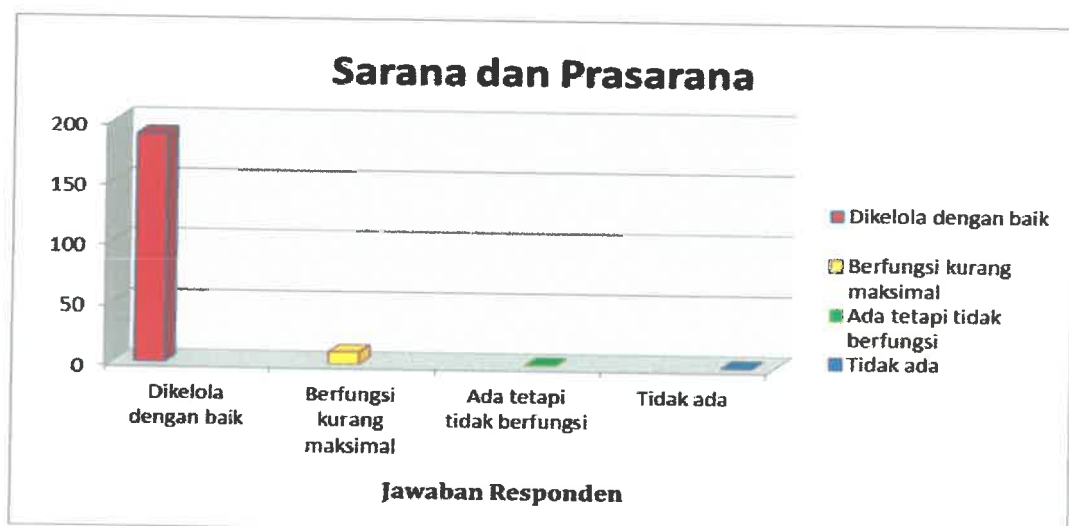 Sarana dan Prasarana
200
150
100
50
0
Dikelola
dengan baik
Berfungsi
kurang
maksimal
Ada tetapi
tidak berfungsi
Tidak ada
Jawaban Responden
Dikelola dengan baik
Berfungsi kurang
maksimal
Ada tetapi tidak
berfungsi
Tidak ada